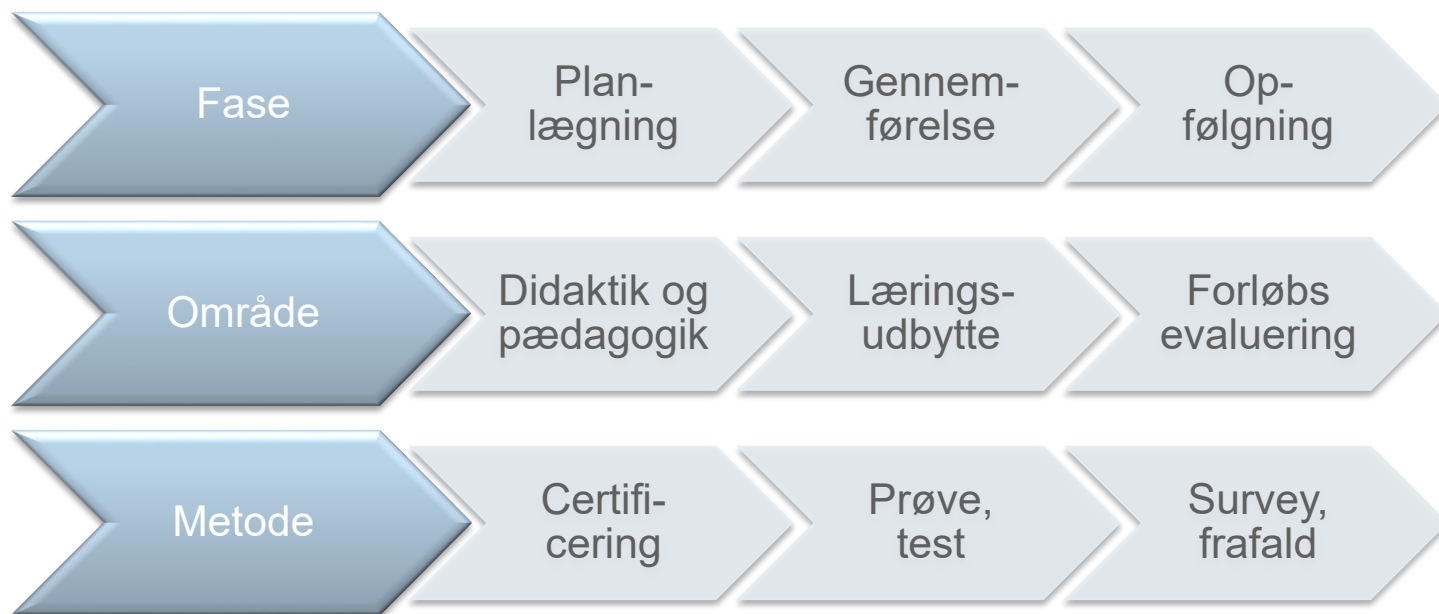 Fase
Plan-
lægning
Gennem-
førelse
Op-
følgning
Område
Didaktik og
pædagogik
Lærings-
udbytte
Forløbs
evaluering
Metode
Certifi-
cering
Prøve,
test
Survey,
frafald